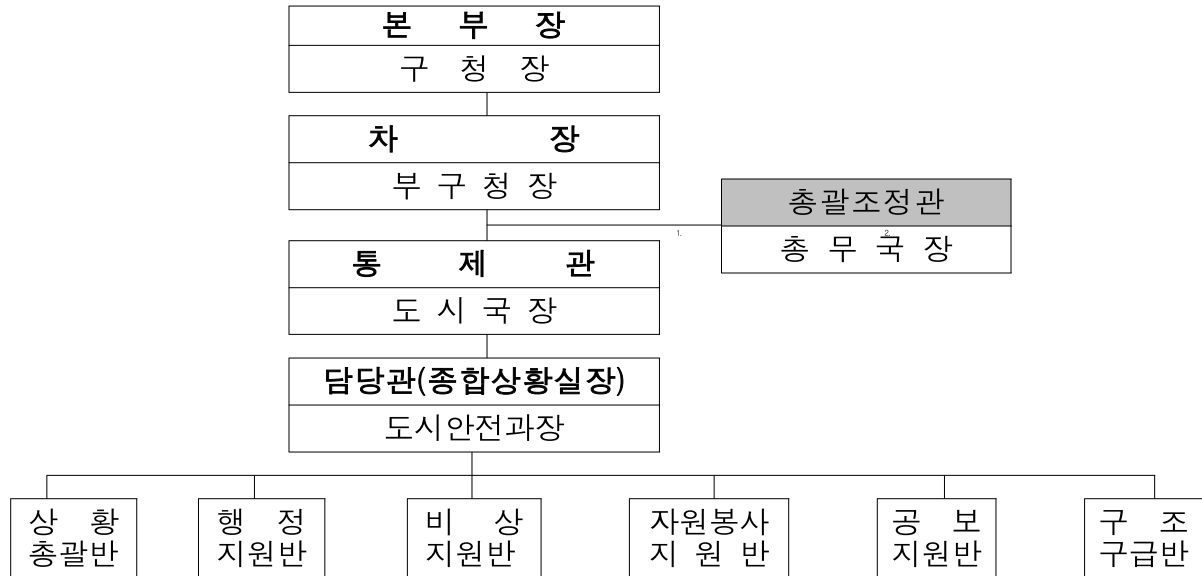 본 부 장
구 청 장
차 장
부 구 청 장
총괄조정관
1.
2.
총 무 국 장
통 제 관
도 시 국 장
담당관(종합상황실장)
도시안전과장
상 황
총괄반
행 정
지원반
비 상
지원반
자원봉사
지 원 반
공 보
지원반
구 조
구급반